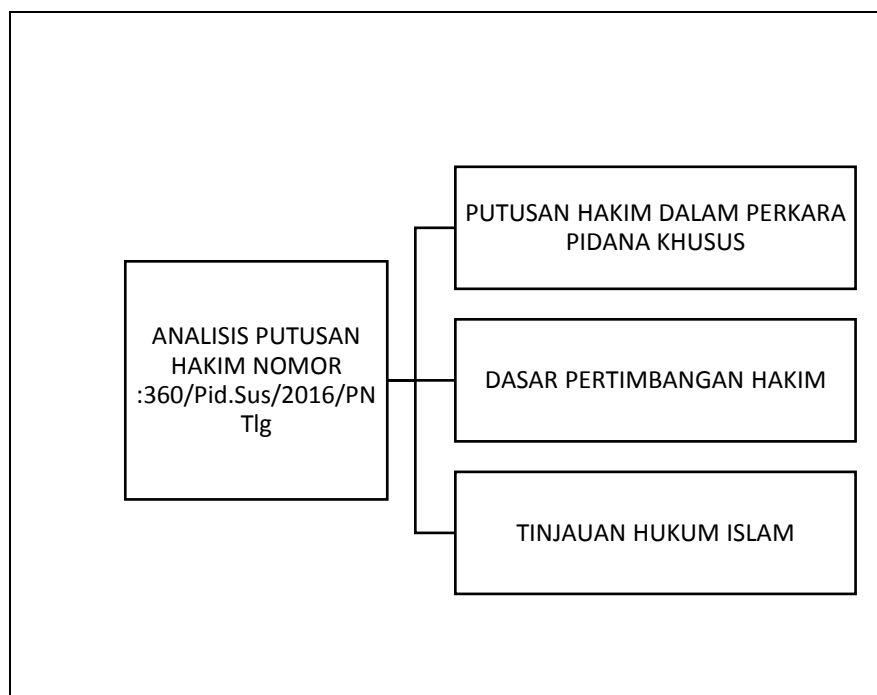 PUTUSAN HAKIM DALAM PERKARA
PIDANA KHUSUS
ANALISIS PUTUSAN
HAKIM NOMOR
:360/Pid.Sus/2016/PN
Tlg
DASAR PERTIMBANGAN HAKIM
TINJAUAN HUKUM ISLAM